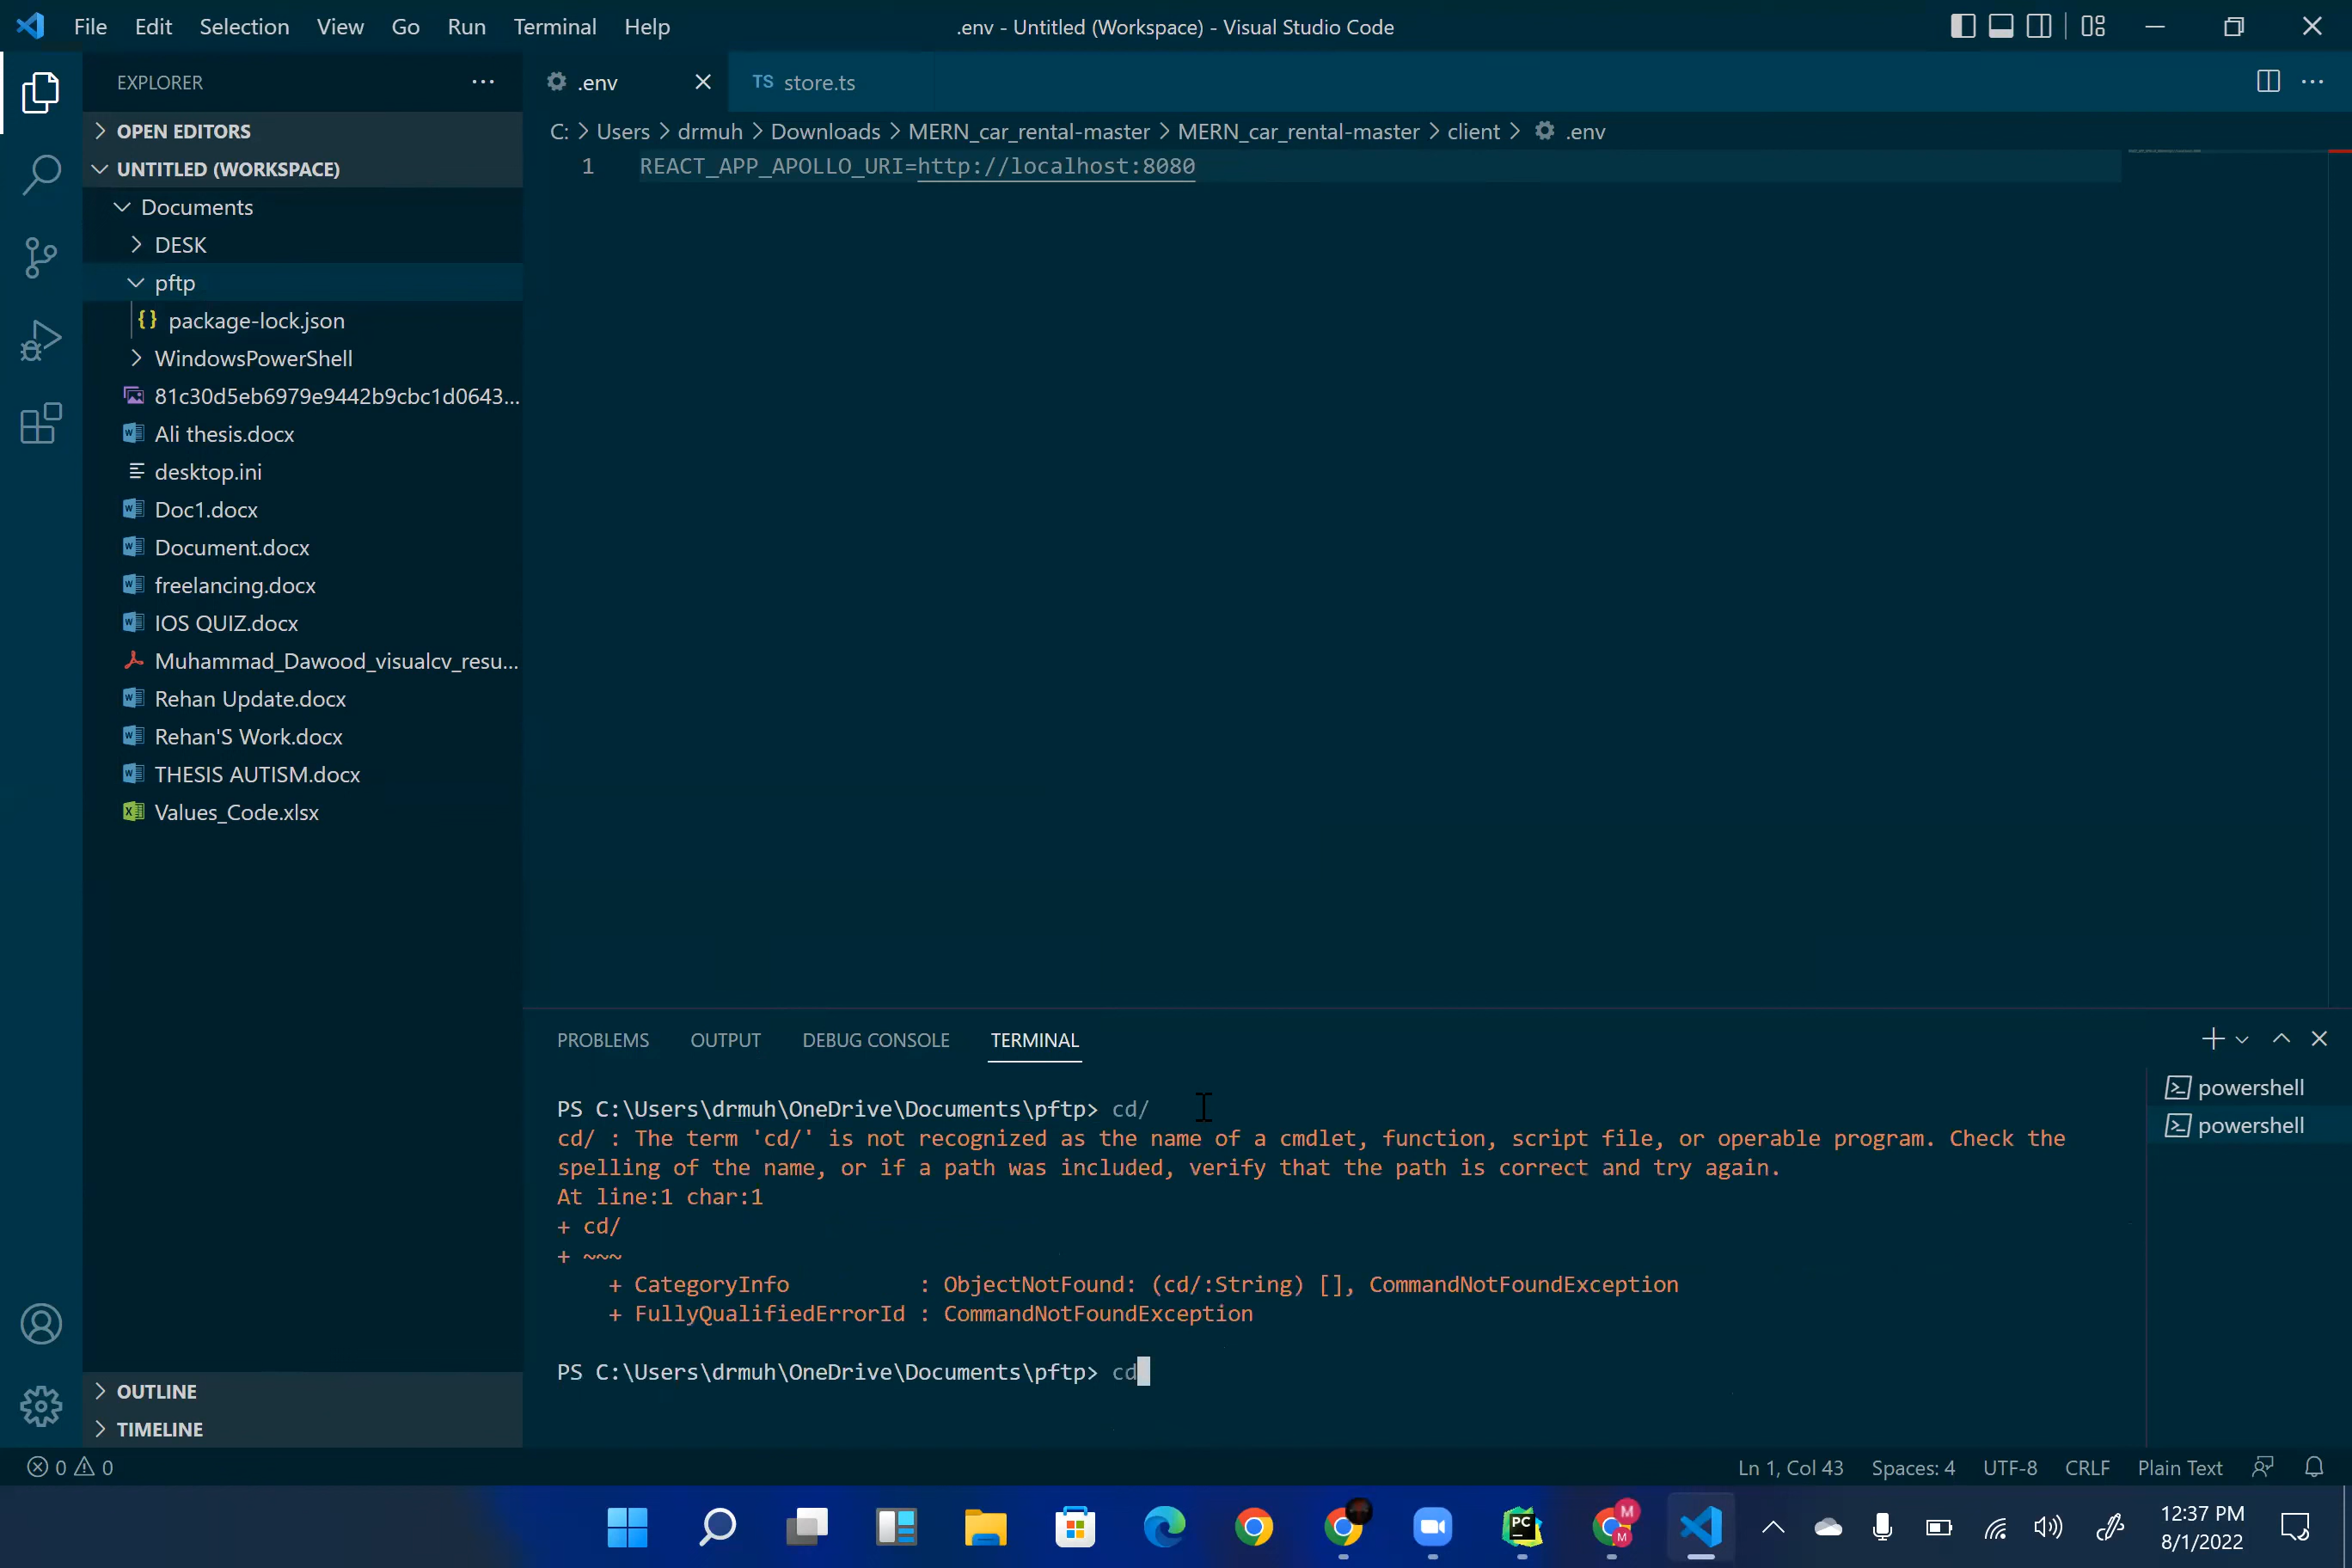 File Edit Selection View Go Run Terminal Help
.env - Untitled (Workspace) - Visual Studio Code
EXPLORER
OPEN EDITORS
UNTITLED (WORKSPACE)
Documents
DESK
pftp
{} package-lock.json
WindowsPowerShell
81c30d5eb6979e9442b9cbc1d0643...
Ali thesis.docx
desktop.ini
Doc1.docx
Document.docx
freelancing.docx
IOS QUIZ.docx
Muhammad_Dawood_visualcv_resu...
Rehan Update.docx
Rehan'S Work.docx
THESIS AUTISM.docx
Values_Code.xlsx
OUTLINE
TIMELINE
.env
TS store.ts
C: > Users > drmuh > Downloads > MERN_car_rental-master > MERN_car_rental-master > client > .env
1 REACT_APP_APOLLO_URI=http://localhost:8080
PROBLEMS OUTPUT DEBUG CONSOLE TERMINAL
PS C:\Users\drmuh\OneDrive\Documents\pftp> cd/
cd/ : The term 'cd/' is not recognized as the name of a cmdlet, function, script file, or operable program. Check the
spelling of the name, or if a path was included, verify that the path is correct and try again.
At line:1 char:1
+ cd/
+ ~~~
+ CategoryInfo : ObjectNotFound: (cd/:String) [], CommandNotFoundException
+ FullyQualifiedErrorId : CommandNotFoundException
PS C:\Users\drmuh\OneDrive\Documents\pftp> cd
powershell
powershell
0 0
Ln 1, Col 43 Spaces: 4 UTF-8 CRLF Plain Text
PC
M
M
12:37 PM
8/1/2022